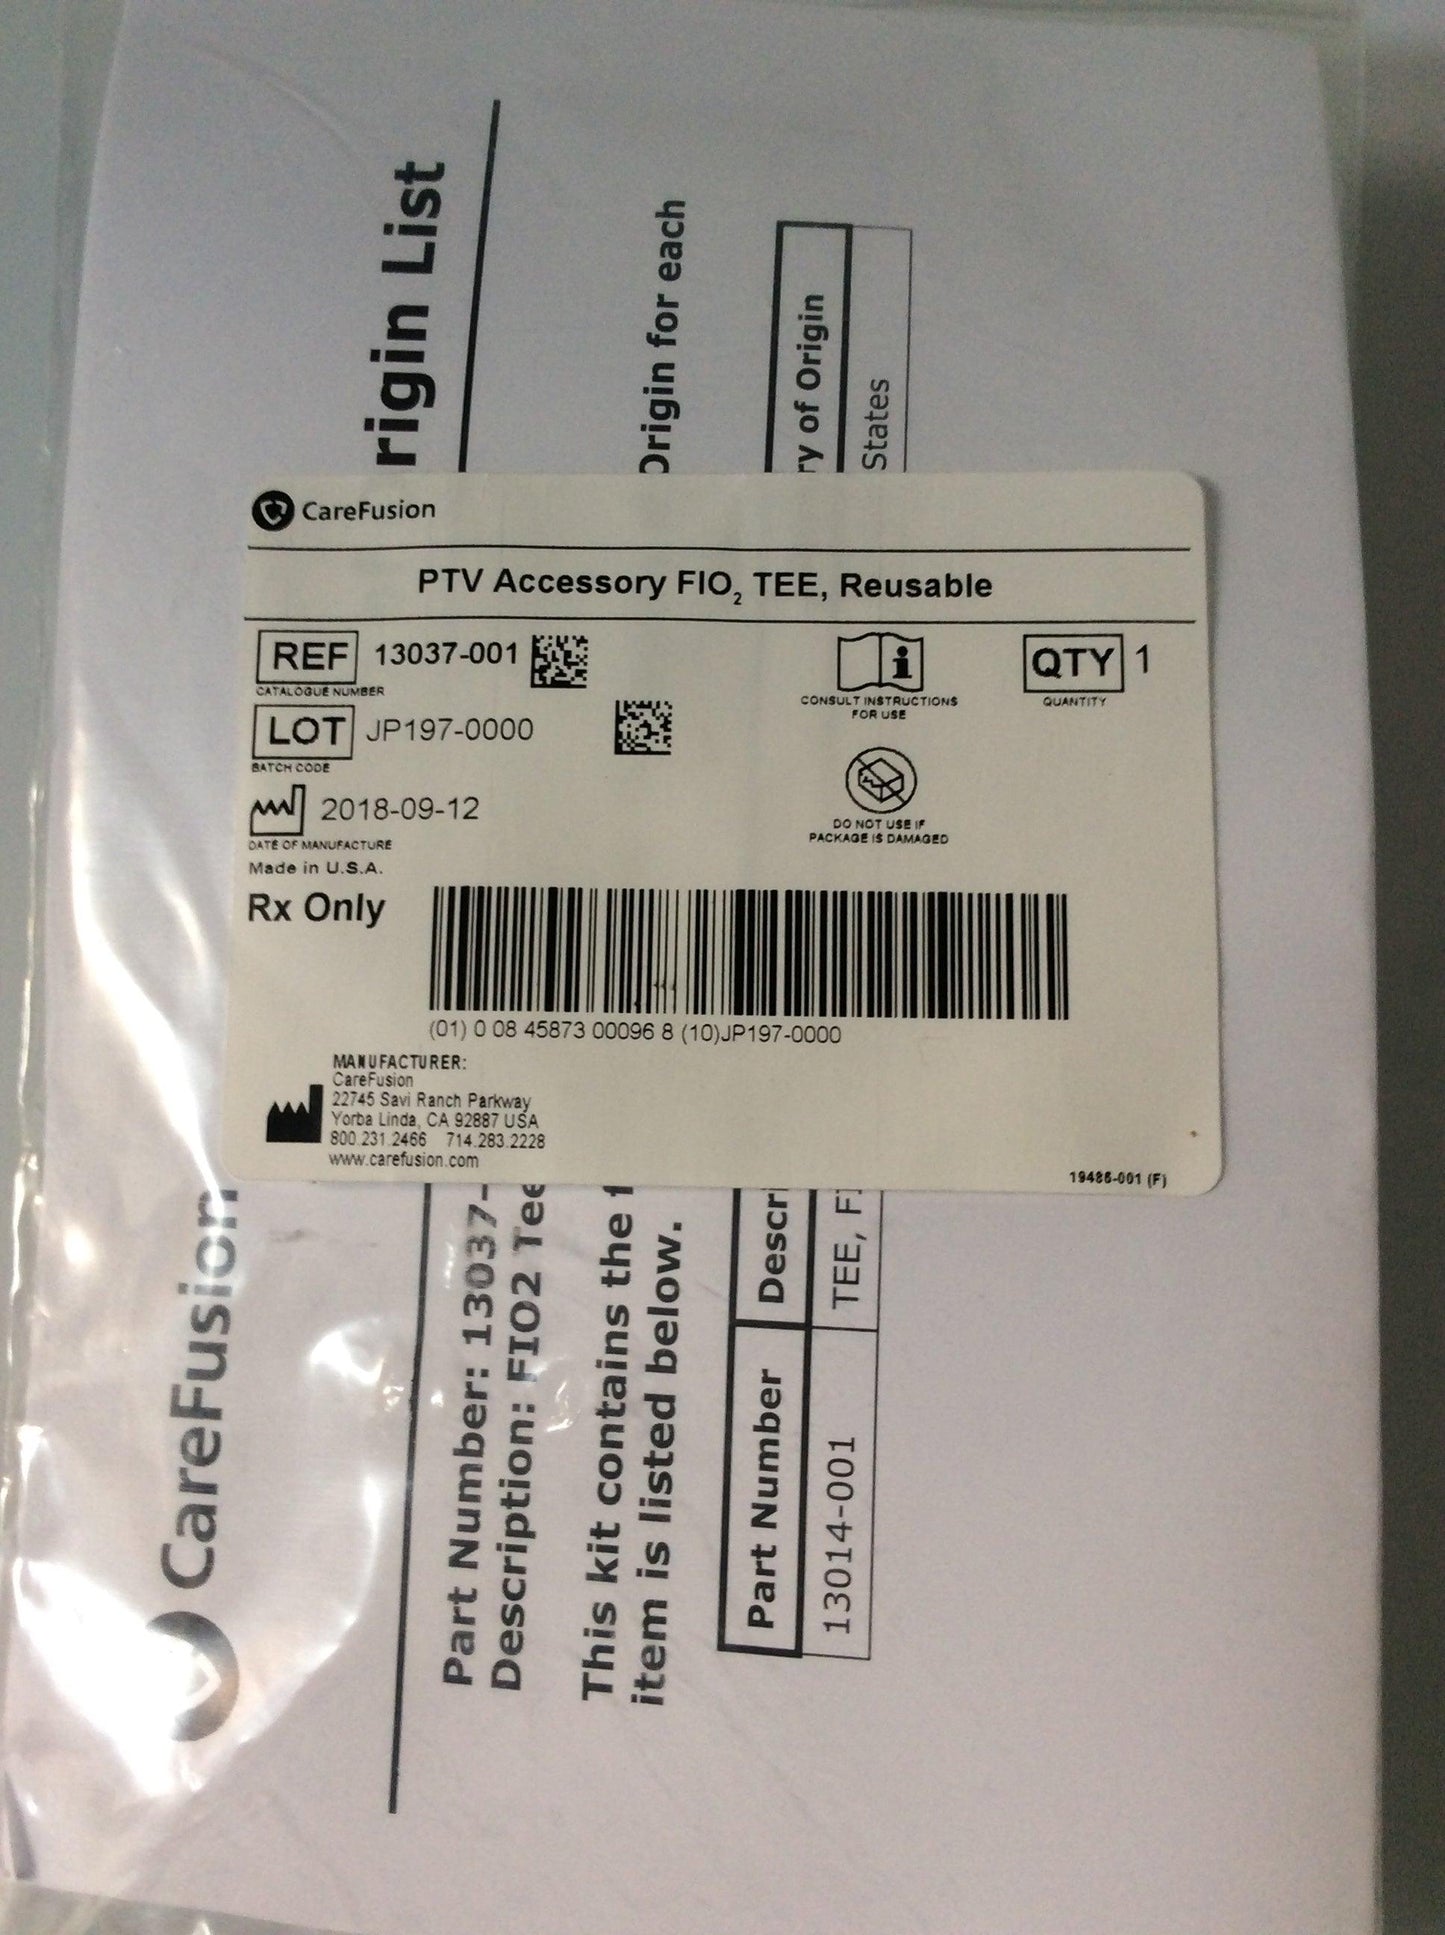 CareFusion
PTV Accessory FIO2 TEE, Reusable
REF 13037-001
CATALOGUE NUMBER
LOT JP197-0000
BATCH CODE
2018-09-12
DATE OF MANUFACTURE
Made in U.S.A.
Rx Only
CONSULT INSTRUCTIONS
FOR USE
QTY 1
QUANTITY
DO NOT USE IF
PACKAGE IS DAMAGED
(01) 0 08 45873 00096 8 (10)JP197-0000
MANUFACTURER:
CareFusion
22745 Savi Ranch Parkway
Yorba Linda, CA 92887 USA
800.231.2466 714.283.2228
www.carefusion.com
19486-001 (F)
CareFusion
rigin List
Part Number: 13037-
Description: FIO2 Tee
This kit contains the f
Origin for each
item is listed below.
Part Number Descri
ry of Origin
13014-001 TEE, F
States